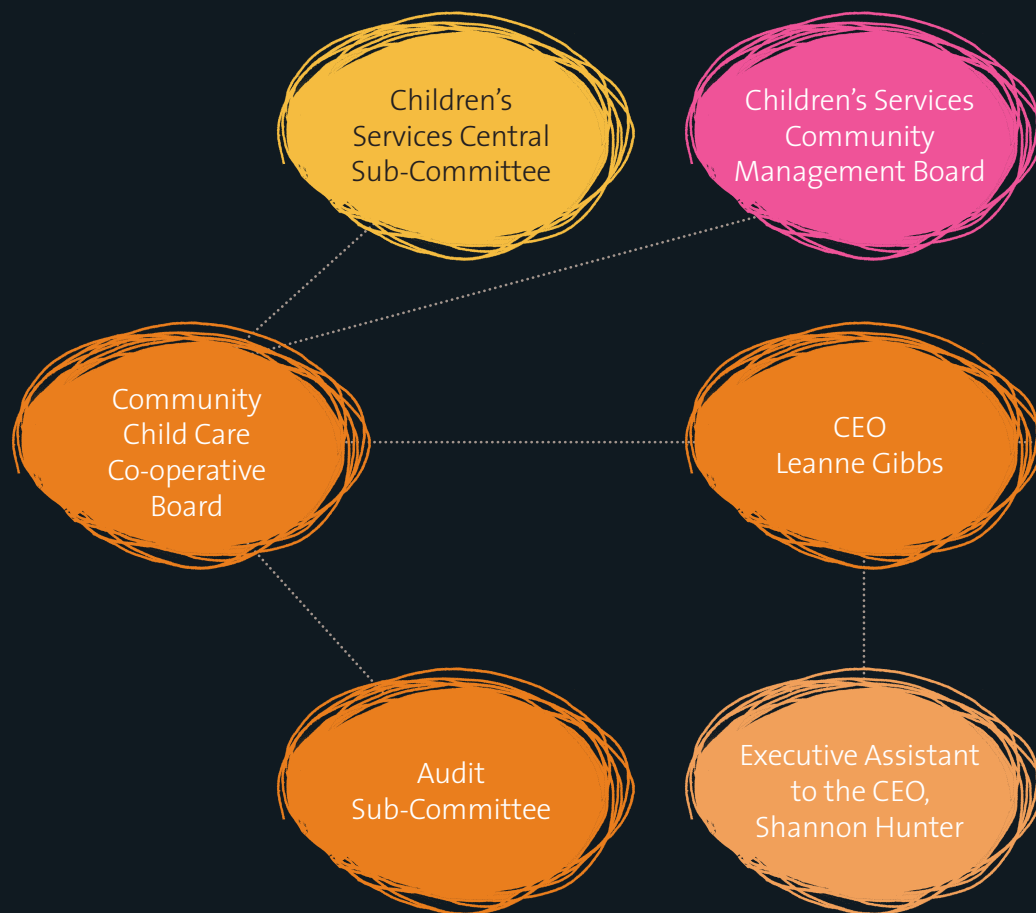 Children’s
Services Central
Sub-Committee
Children’s Services
Community
Management Board
Community
Child Care
Co-operative
Board
CEO
Leanne Gibbs
Audit
Sub-Committee
Executive Assistant
to the CEO,
Shannon Hunter